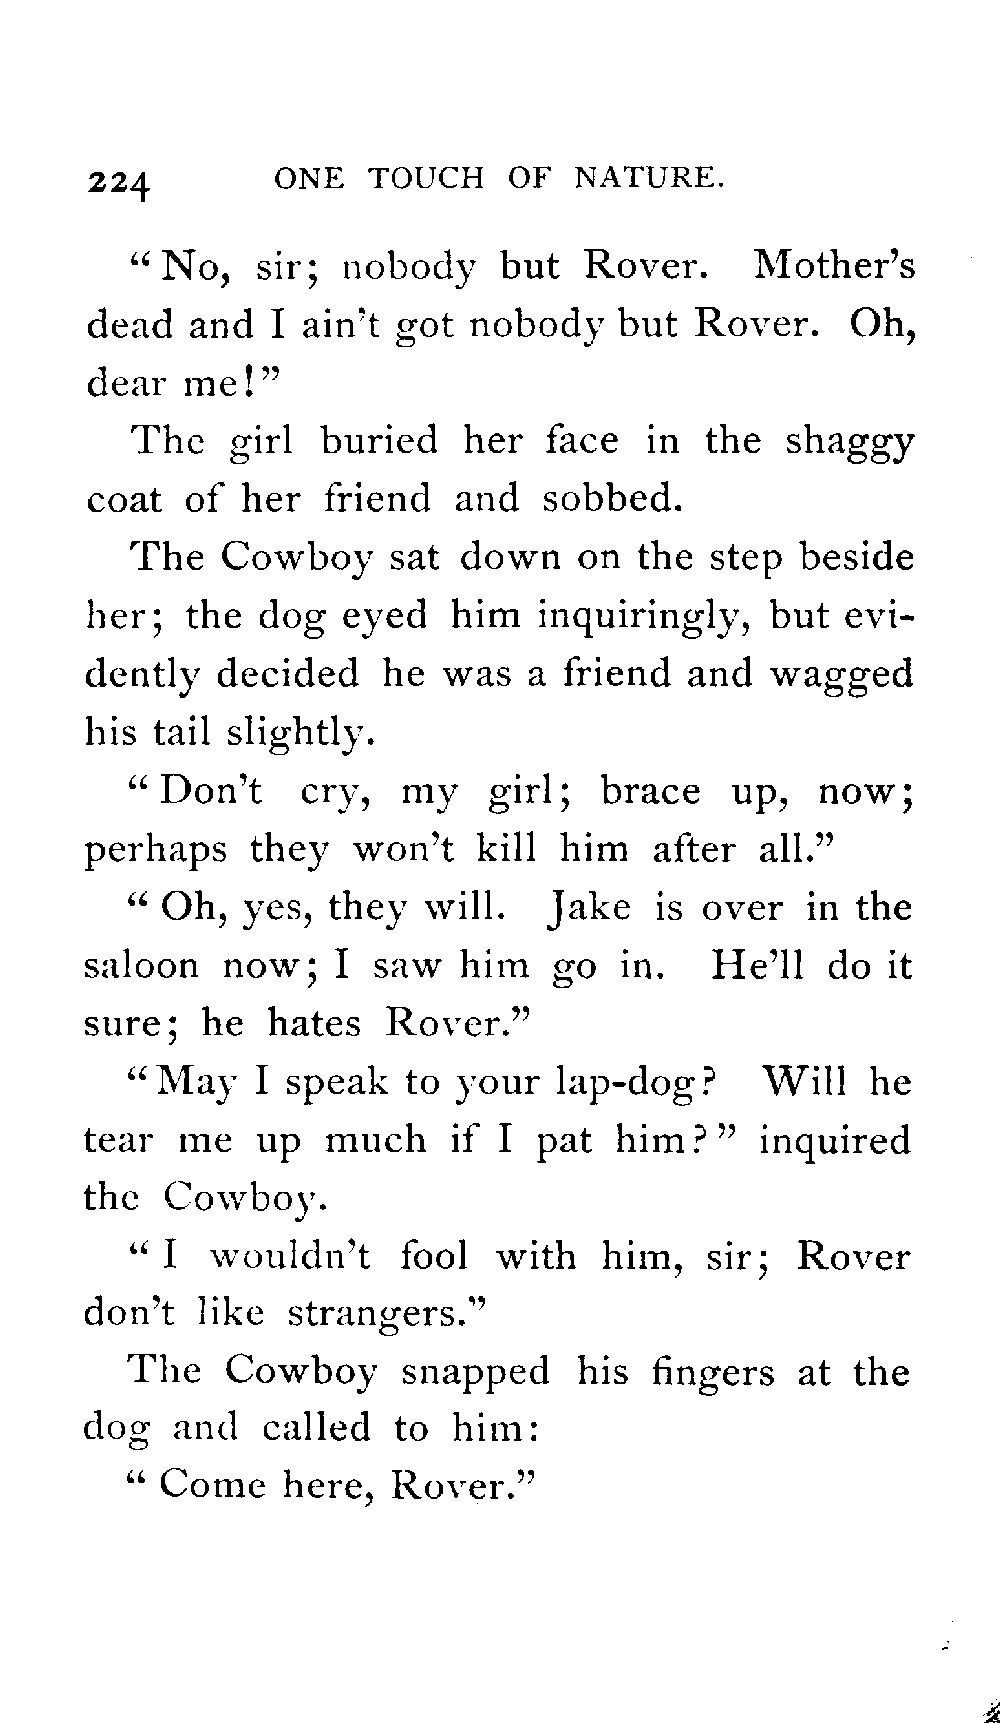 224 ONE TOUCH OF NATURE.
“No, sir; nobody but Rover. Mother’s
dead and I ain’t got nobody but Rover. Oh,
dear me!”
The girl buried her face in the shaggy
coat of her friend and sobbed.
The Cowboy sat down on the step beside
her; the dog eyed him inquiringly, but evi-
dently decided he was a friend and wagged
his tail slightly.
“Don’t cry, my girl; brace up, now;
perhaps they won’t kill him after all.”
“Oh, yes, they will. Jake is over in the
saloon now; I saw him go in. He’ll do it
sure; he hates Rover.”
“May I speak to your lap-dog? Will he
tear me up much if I pat him?” inquired
the Cowboy.
“I wouldn’t fool with him, sir; Rover
don’t like strangers.”
The Cowboy snapped his fingers at the
dog and called to him:
“Come here, Rover.”